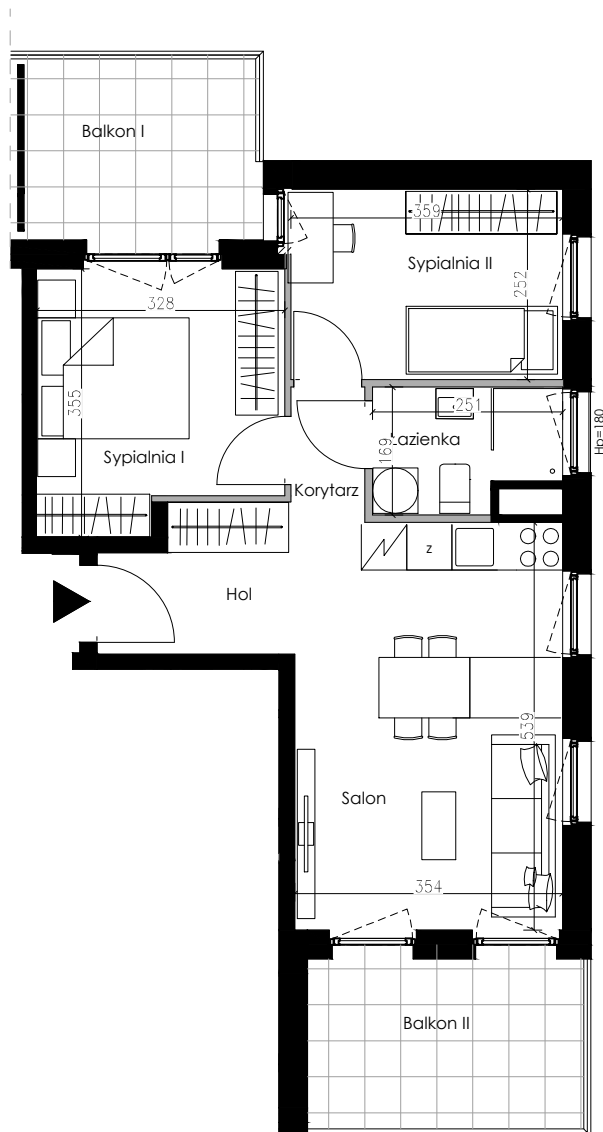 Balkon I
359
Sypialnia II
252
328
355
251
Hp=180
Łazienka
169
Sypialnia I
Korytarz
z
Hol
539
Salon
354
Balkon II